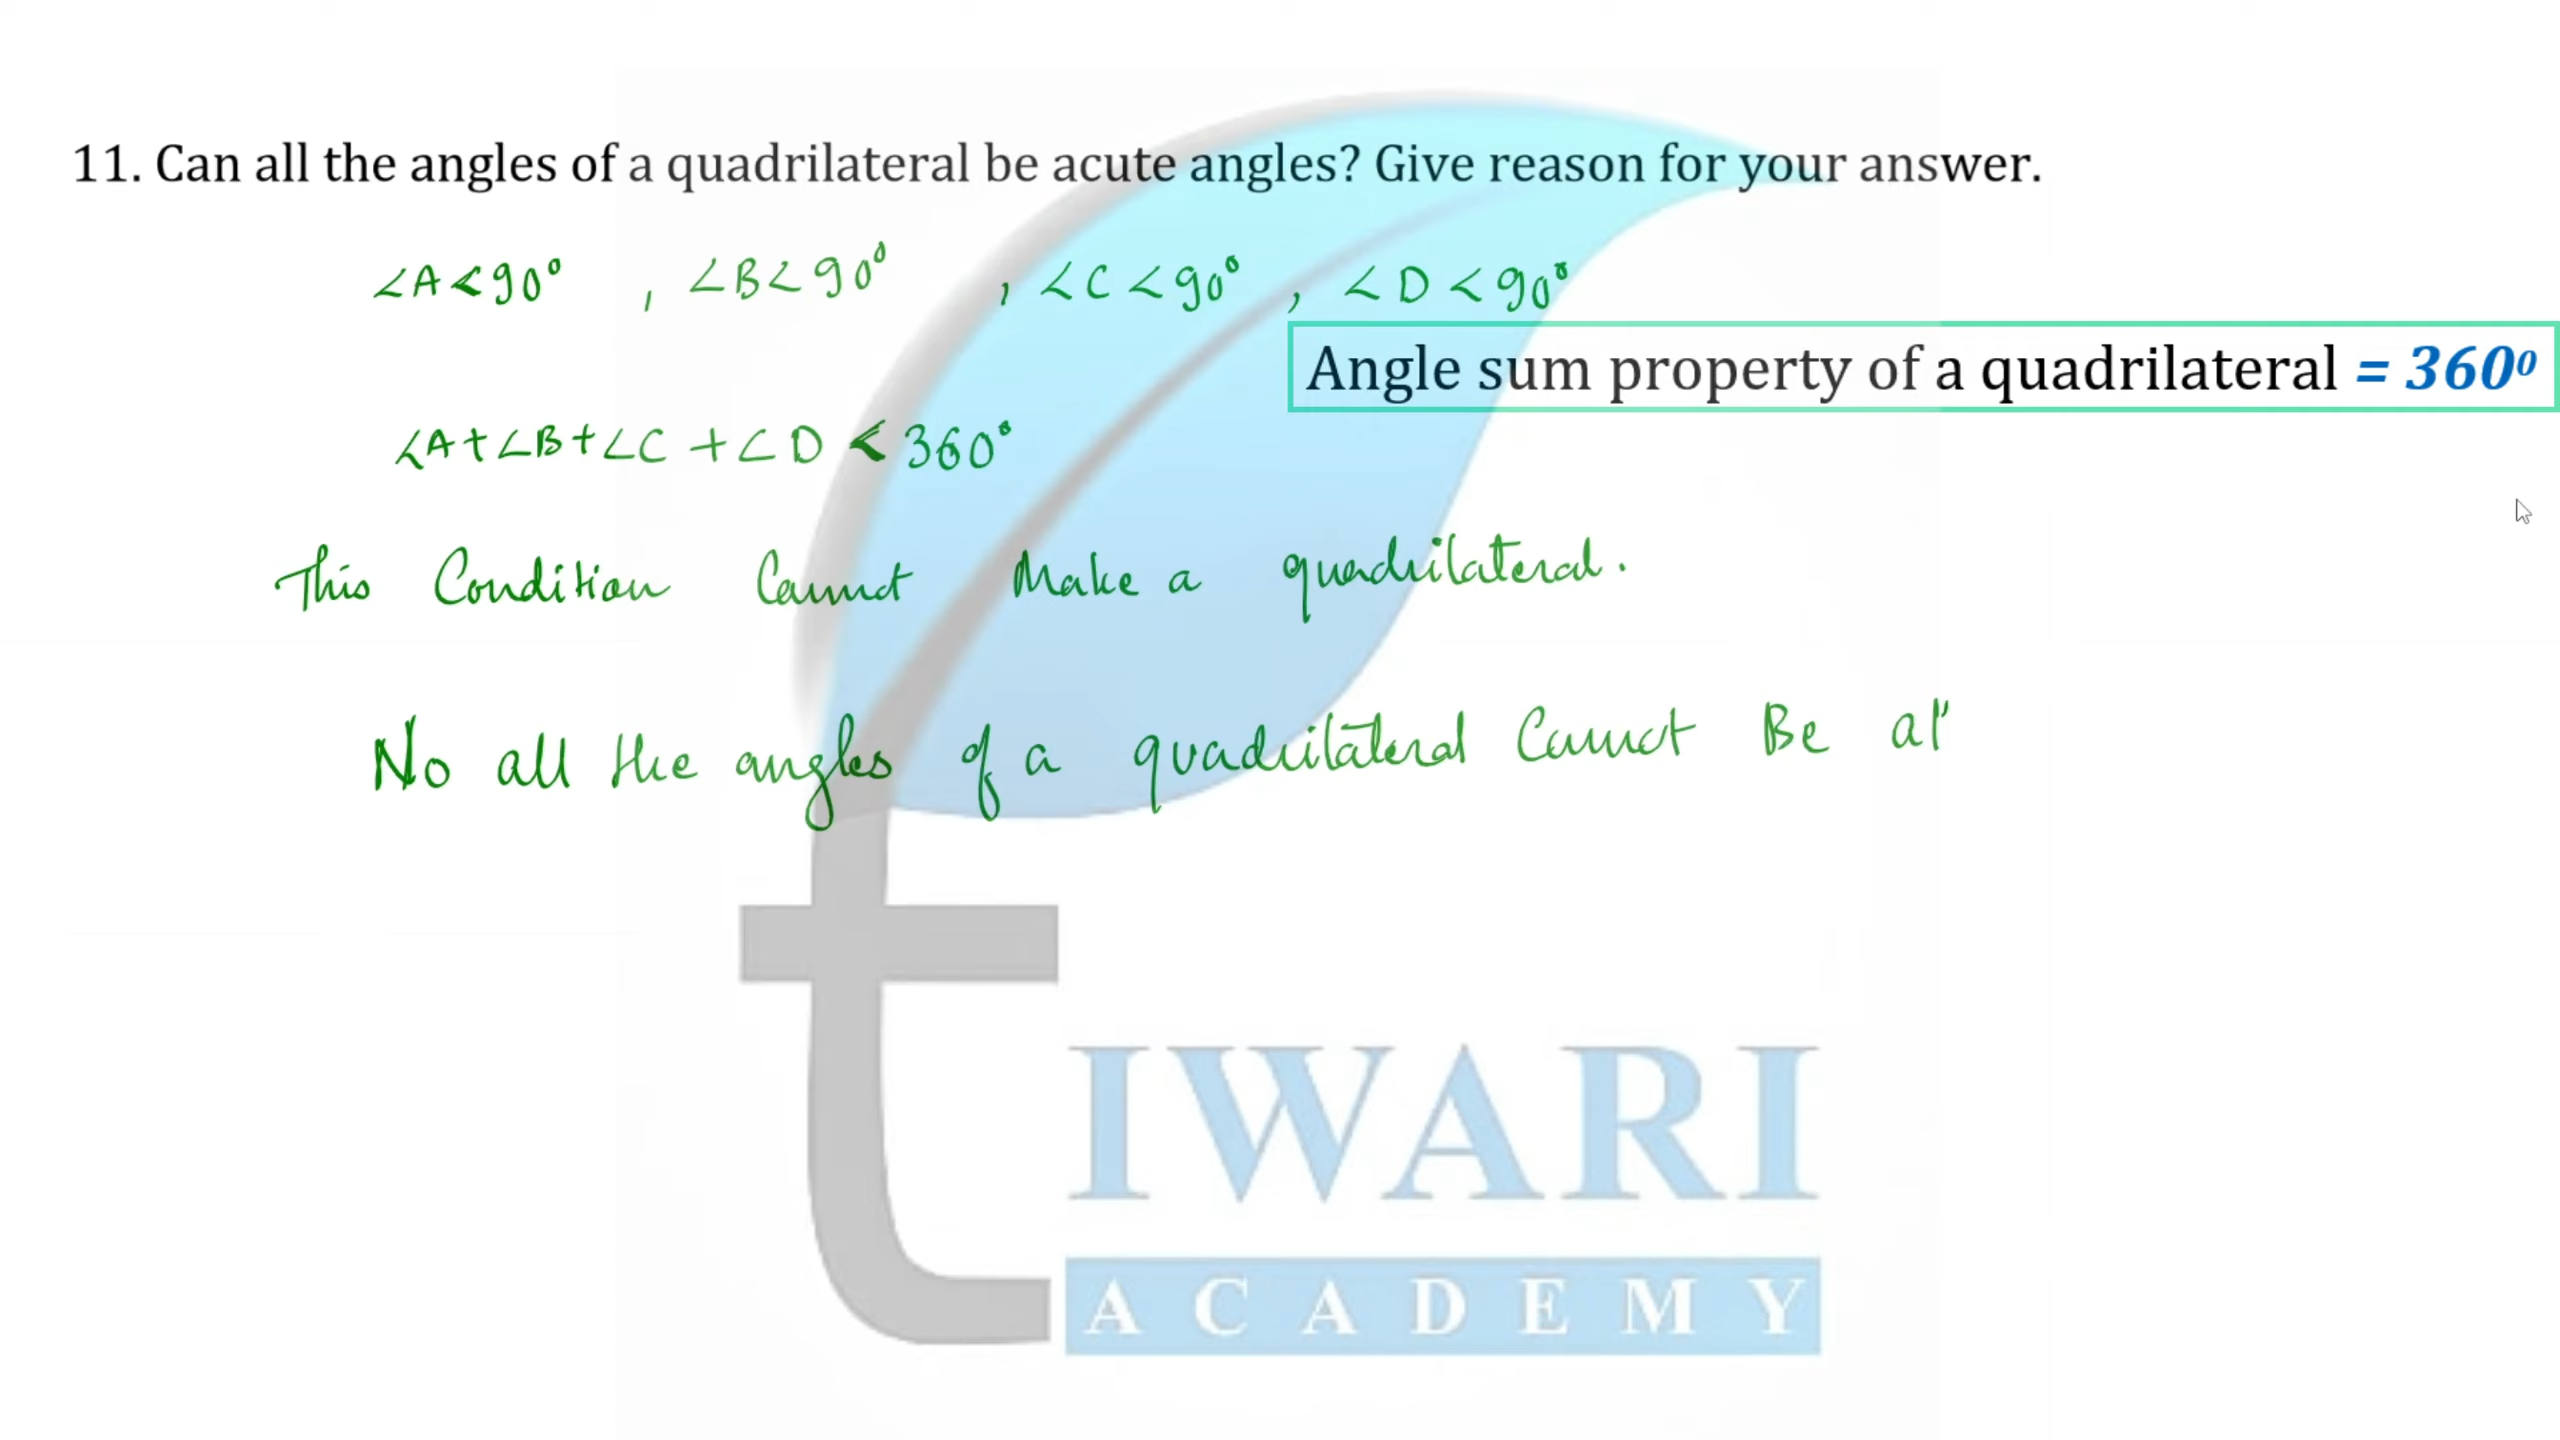 11. Can all the angles of a quadrilateral be acute angles? Give reason for your answer.
∠A<90°, ∠B<90°, ∠C<90°, ∠D<90°
Angle sum property of a quadrilateral = 360⁰
∠A+∠B+∠C+∠D < 360°
This Condition Cannot Make a quadrilateral.
No all the angles of a quadrilateral Cannot Be
tIWARI
ACADEMY